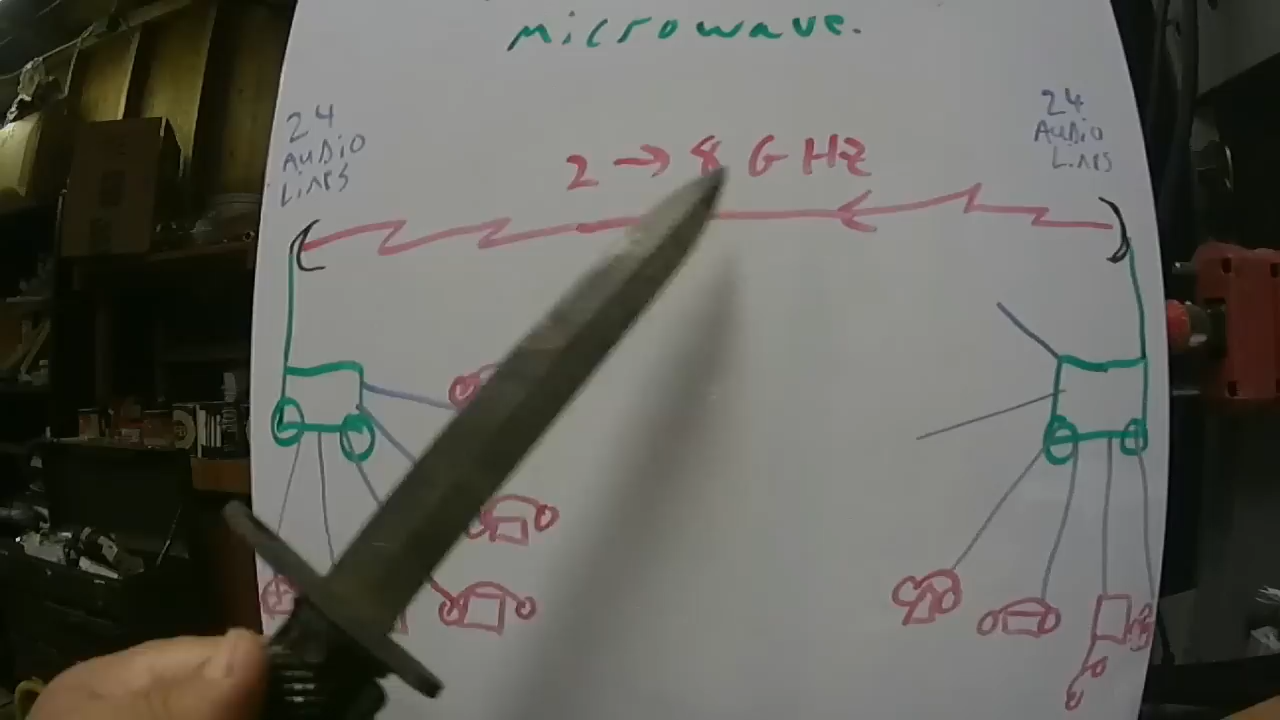 microwave.
24
AUDIO
LINES
24
AUDIO
LINES
2 → 8 GHz